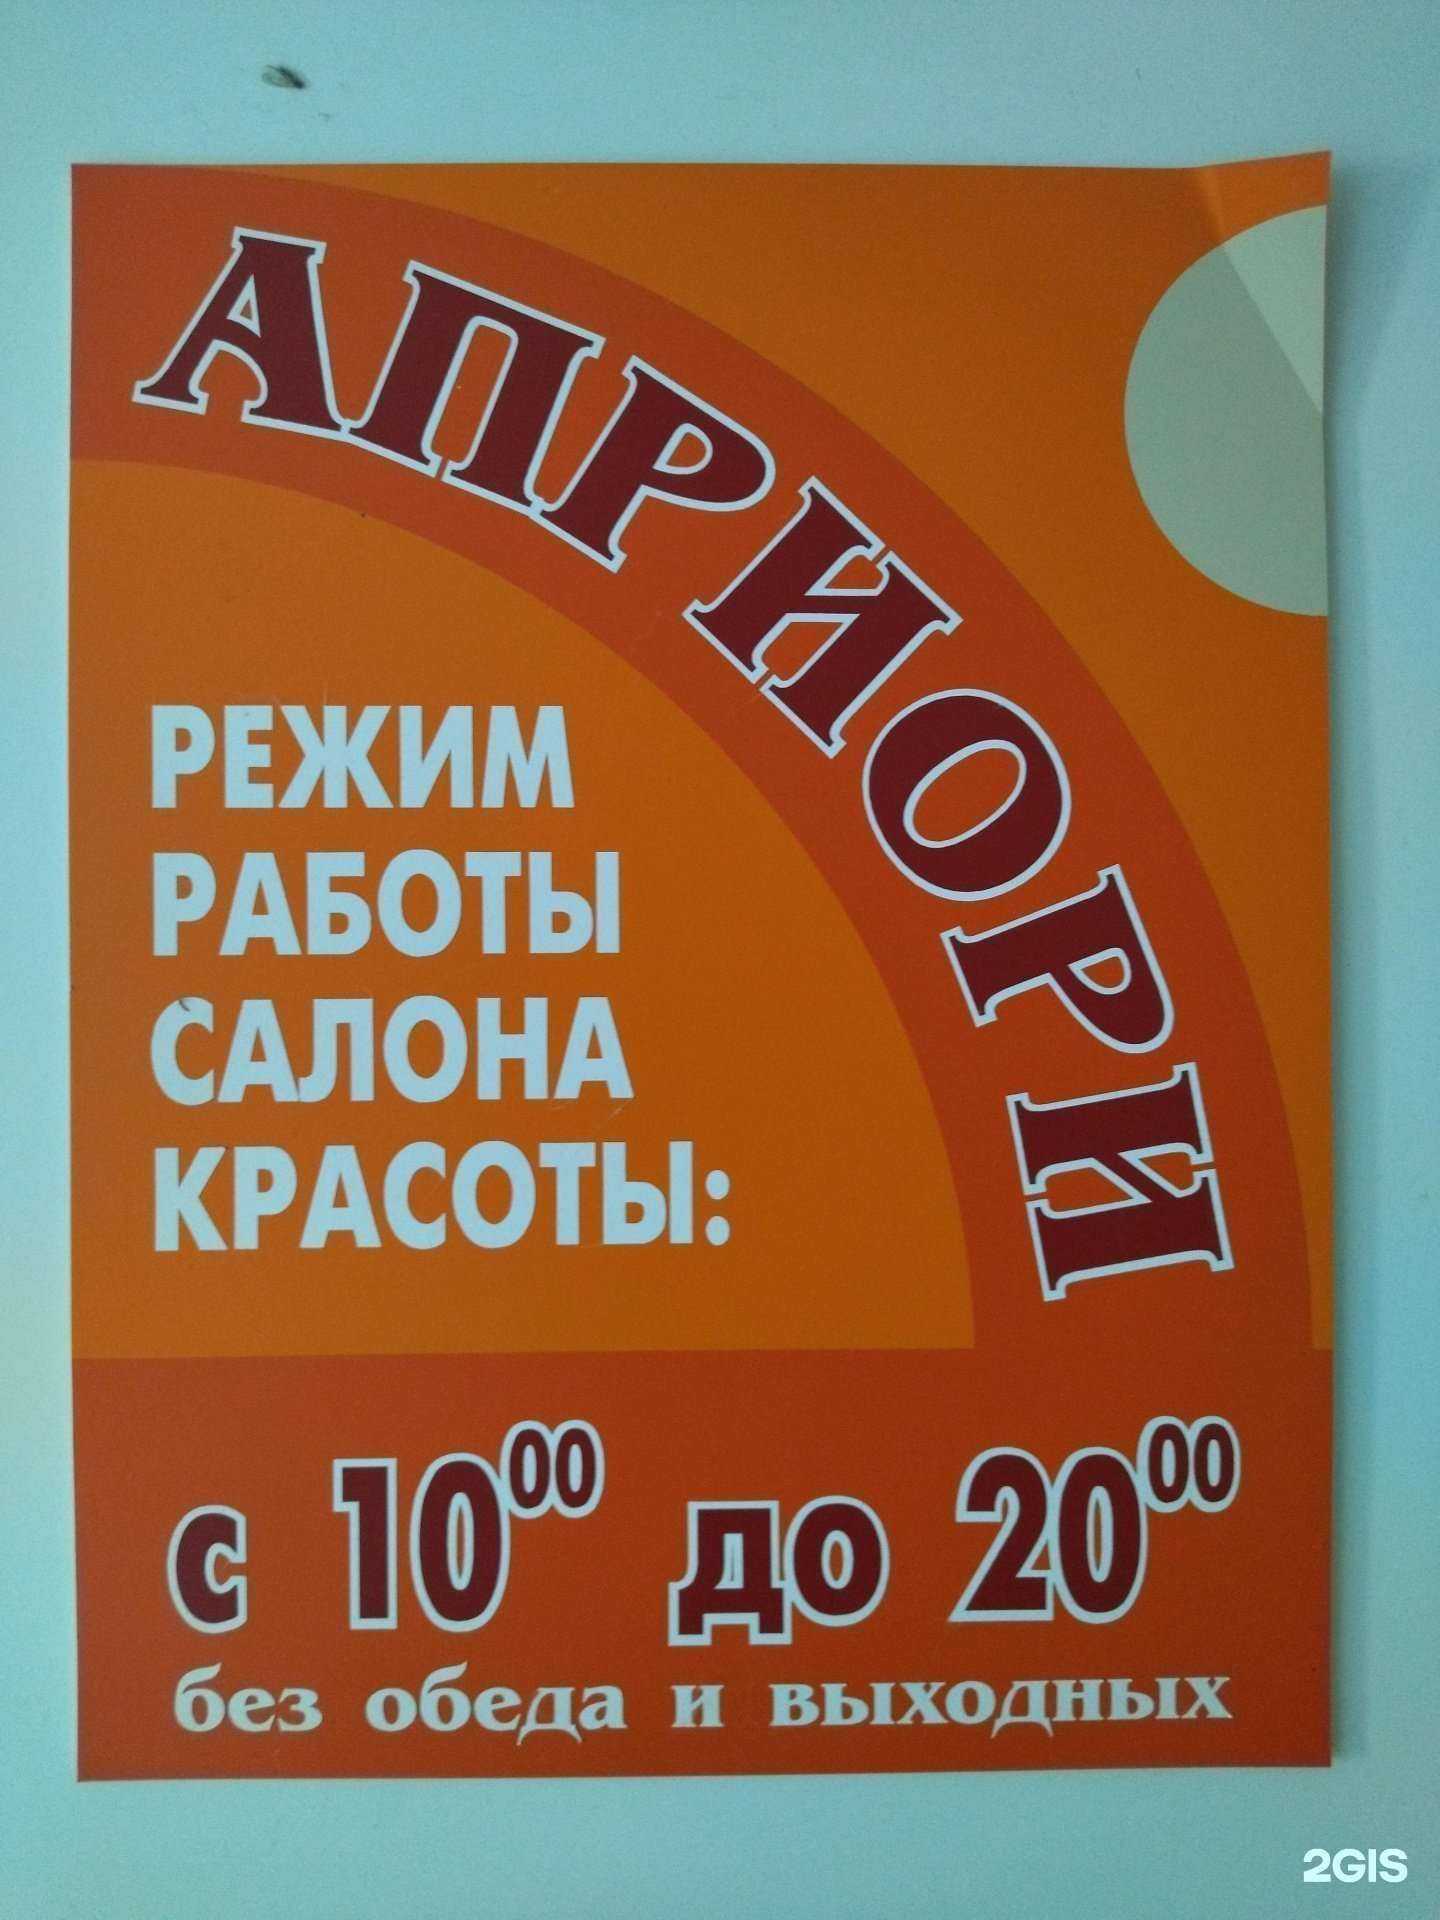 АПРИОРИ
РЕЖИМ
РАБОТЫ
САЛОНА
КРАСОТЫ:
с 10⁰⁰ до 20⁰⁰
без обеда и выходных
2GIS